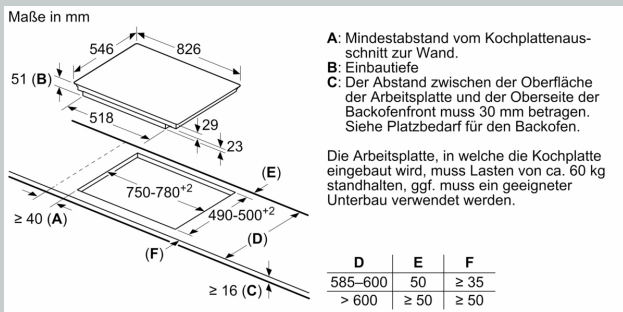 Maße in mm
546
826
51 (B)
518
29
23
(E)
750-780+2
490-500+2
≥ 40 (A)
(D)
(F)
≥ 16 (C)
A: Mindestabstand vom Kochplattenaus-
schnitt zur Wand.
B: Einbautiefe
C: Der Abstand zwischen der Oberfläche
der Arbeitsplatte und der Oberseite der
Backofenfront muss 30 mm betragen.
Siehe Platzbedarf für den Backofen.
Die Arbeitsplatte, in welche die Kochplatte
eingebaut wird, muss Lasten von ca. 60 kg
standhalten, ggf. muss ein geeigneter
Unterbau verwendet werden.
D E F
585–600 50 ≥ 35
> 600 ≥ 50 ≥ 50